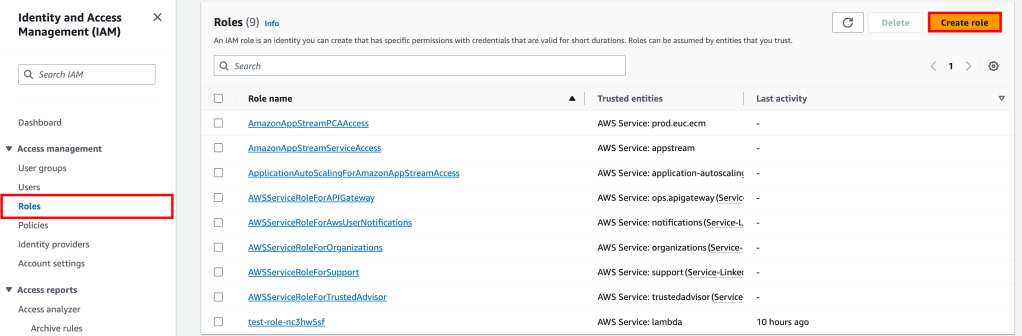 Identity and Access
Management (IAM)
Search IAM
Dashboard
Access management
User groups
Users
Roles
Policies
Identity providers
Account settings
Access reports
Access analyzer
Archive rules
Roles (9) Info
Delete
Create role
An IAM role is an identity you can create that has specific permissions with credentials that are valid for short durations. Roles can be assumed by entities that you trust.
Search
1
Role name Trusted entities Last activity
AmazonAppStreamPCAAccess AWS Service: prod.euc.ecm -
AmazonAppStreamServiceAccess AWS Service: appstream -
ApplicationAutoScalingForAmazonAppStreamAccess AWS Service: application-autoscaling -
AWSServiceRoleForAPIGateway AWS Service: ops.apigateway (Servic -
AWSServiceRoleForAwsUserNotifications AWS Service: notifications (Service-L -
AWSServiceRoleForOrganizations AWS Service: organizations (Service- -
AWSServiceRoleForSupport AWS Service: support (Service-Linked -
AWSServiceRoleForTrustedAdvisor AWS Service: trustedadvisor (Service -
test-role-nc3hw5sf AWS Service: lambda 10 hours ago